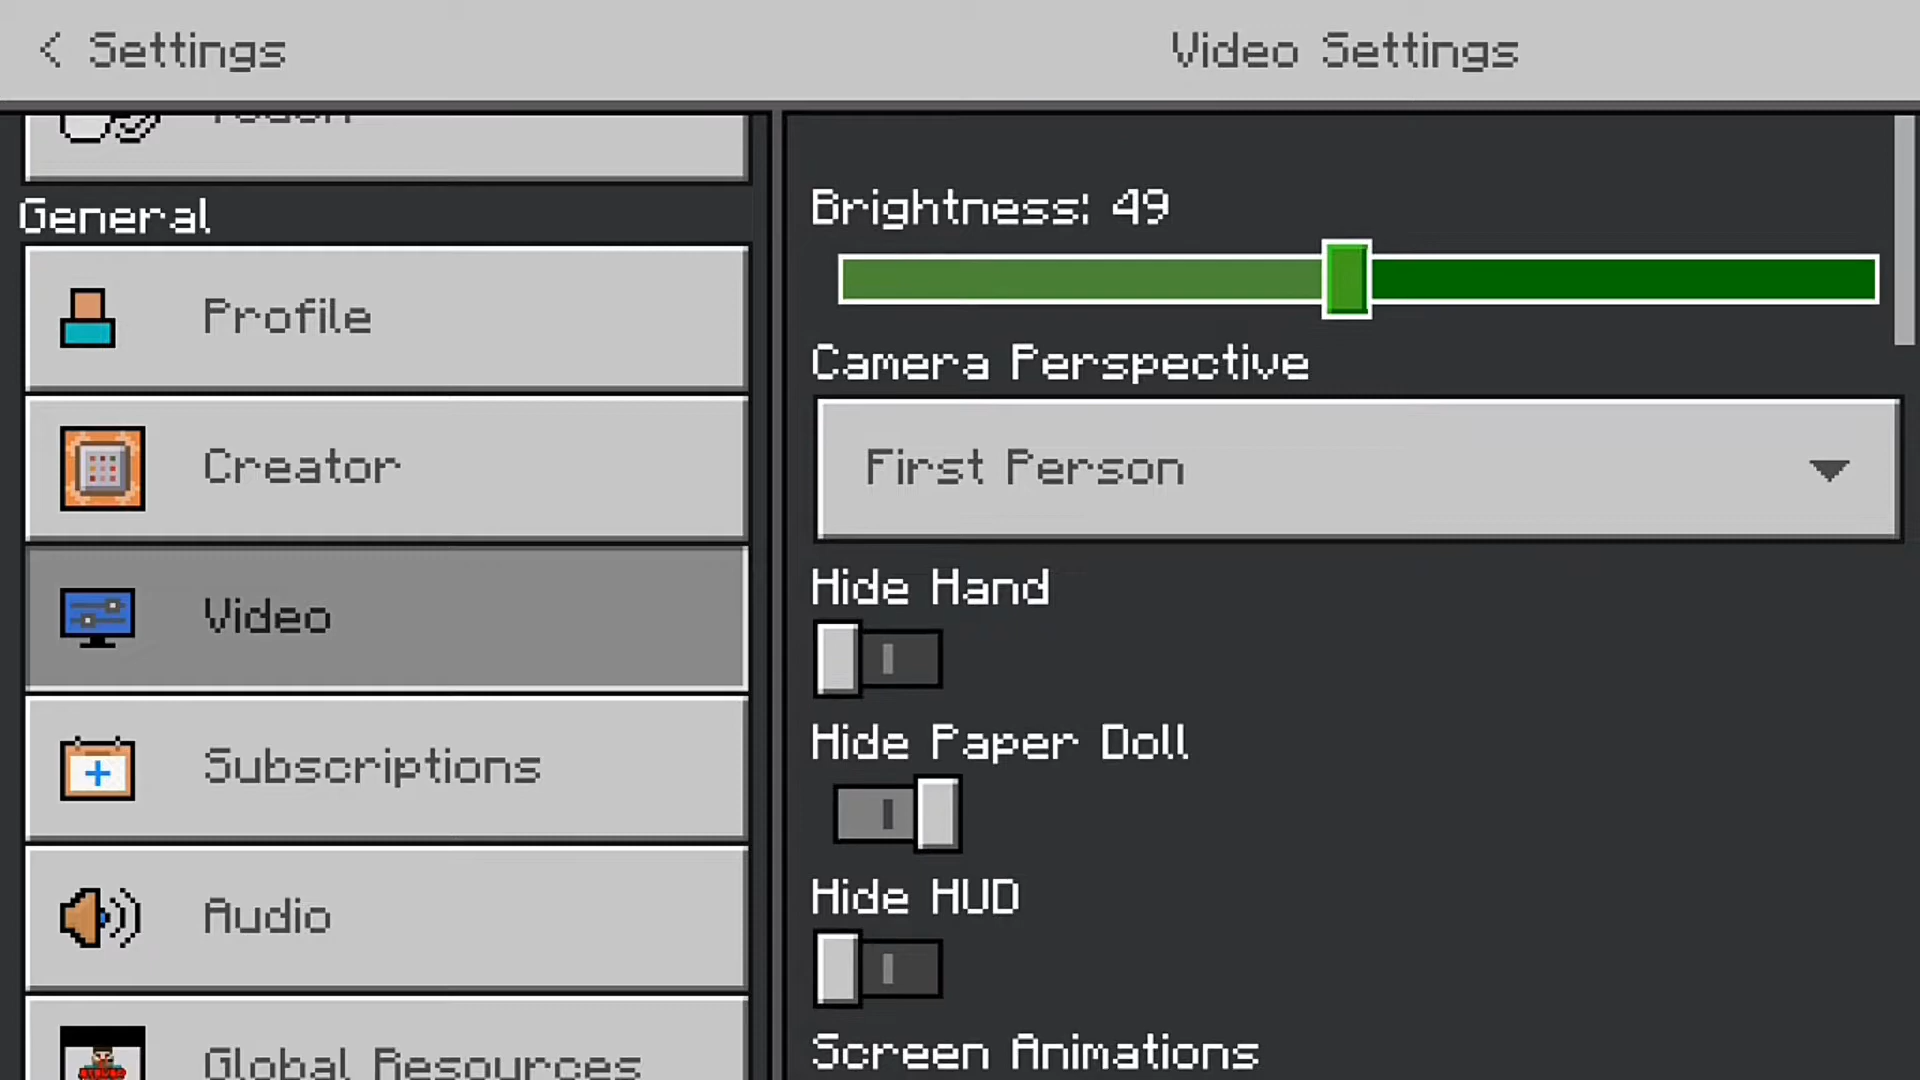 Settings
Video Settings
Touch
General
Profile
Creator
Video
Subscriptions
Audio
Global Resources
Brightness: 49
Camera Perspective
First Person
Hide Hand
Hide Paper Doll
Hide HUD
Screen Animations